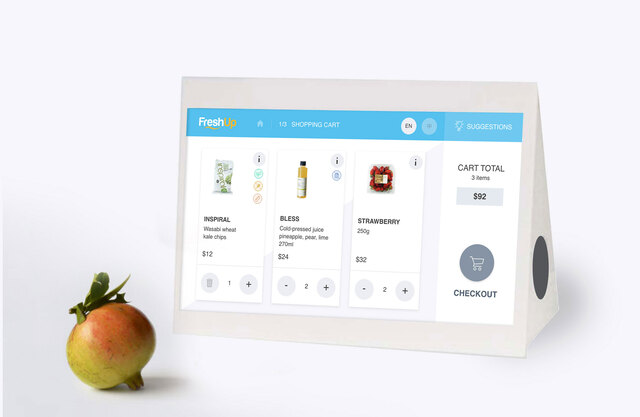 FreshUp
1/3 SHOPPING CART
EN
SUGGESTIONS
i
i
i
INSPIRAL
Wasabi wheat
kale chips
$12
1 +
BLESS
Cold-pressed juice
pineapple, pear, lime
270ml
$24
- 2 +
STRAWBERRY
250g
$32
- 2 +
CART TOTAL
3 items
$92
CHECKOUT